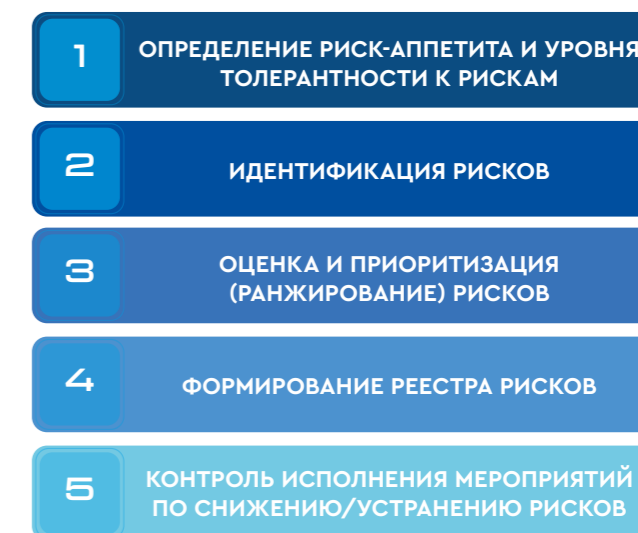 1
ОПРЕДЕЛЕНИЕ РИСК-АППЕТИТА И УРОВНЯ
ТОЛЕРАНТНОСТИ К РИСКАМ
2
ИДЕНТИФИКАЦИЯ РИСКОВ
3
ОЦЕНКА И ПРИОРИТИЗАЦИЯ
(РАНЖИРОВАНИЕ) РИСКОВ
4
ФОРМИРОВАНИЕ РЕЕСТРА РИСКОВ
5
КОНТРОЛЬ ИСПОЛНЕНИЯ МЕРОПРИЯТИЙ
ПО СНИЖЕНИЮ/УСТРАНЕНИЮ РИСКОВ